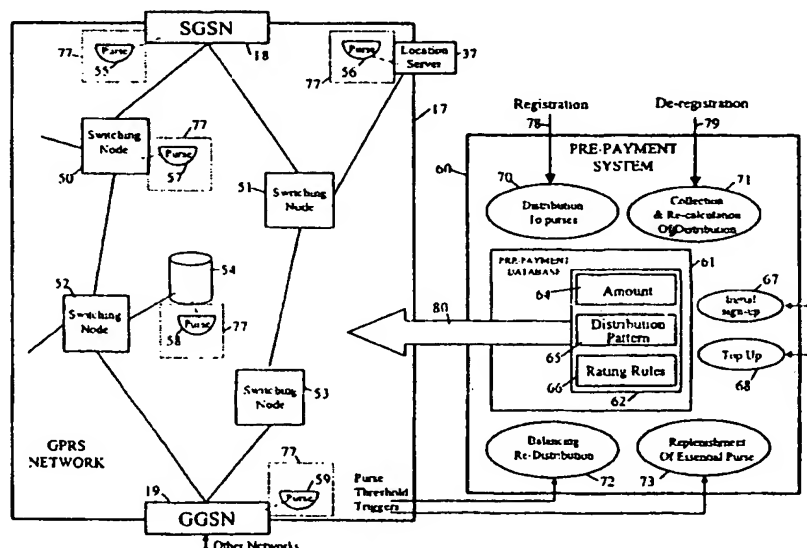 SGSN
18
77
Purse
55
Purse
56
77
Location
Server
37
17
Switching
Node
50
77
Purse
57
51
Switching
Node
52
Switching
Node
54
Purse
58
77
Switching
Node
53
GPRS
NETWORK
77
Purse
59
19
GGSN
Other Networks
Purse
Threshold
Triggers
Registration
78
De-registration
79
60
PRE-PAYMENT
SYSTEM
70
Distribution
To purses
71
Collection
& Re-calculation
Of Distribution
PRE-PAYMENT
DATABASE
61
64
Amount
80
Distribution
Pattern
65
Rating Rules
66
62
67
Initial
sign-up
Top Up
68
Balancing
Re-Distribution
72
Replenishment
Of Essential Purse
73